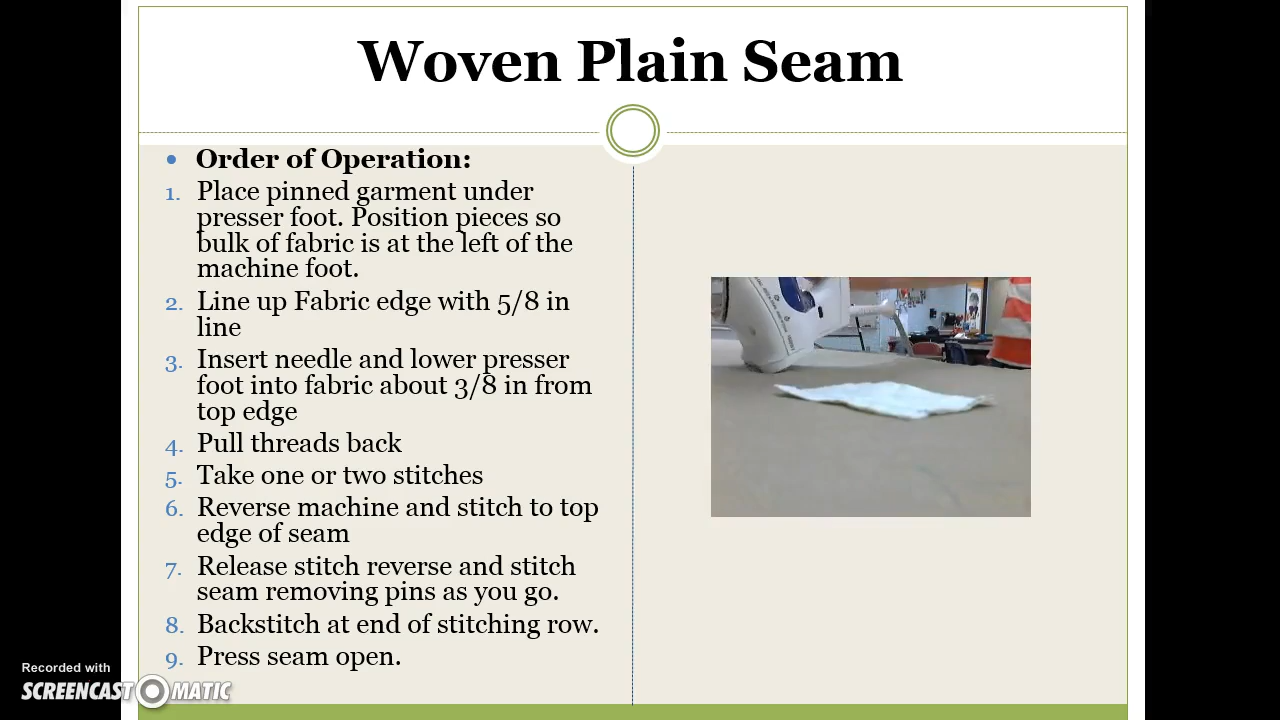 Woven Plain Seam
• Order of Operation:
1. Place pinned garment under
presser foot. Position pieces so
bulk of fabric is at the left of the
machine foot.
2. Line up Fabric edge with 5/8 in
line
3. Insert needle and lower presser
foot into fabric about 3/8 in from
top edge
4. Pull threads back
5. Take one or two stitches
6. Reverse machine and stitch to top
edge of seam
7. Release stitch reverse and stitch
seam removing pins as you go.
8. Backstitch at end of stitching row.
9. Press seam open.
Recorded with
SCREENCAST MATIC